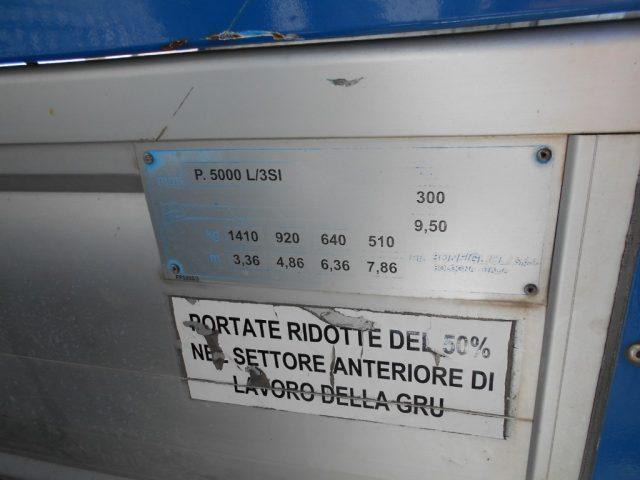 P. 5000 L/3SI
300
9,50
kg 1410 920 640 510
m 3,36 4,86 6,36 7,86
PORTATE RIDOTTE DEL 50%
NEL SETTORE ANTERIORE DI
LAVORO DELLA GRU